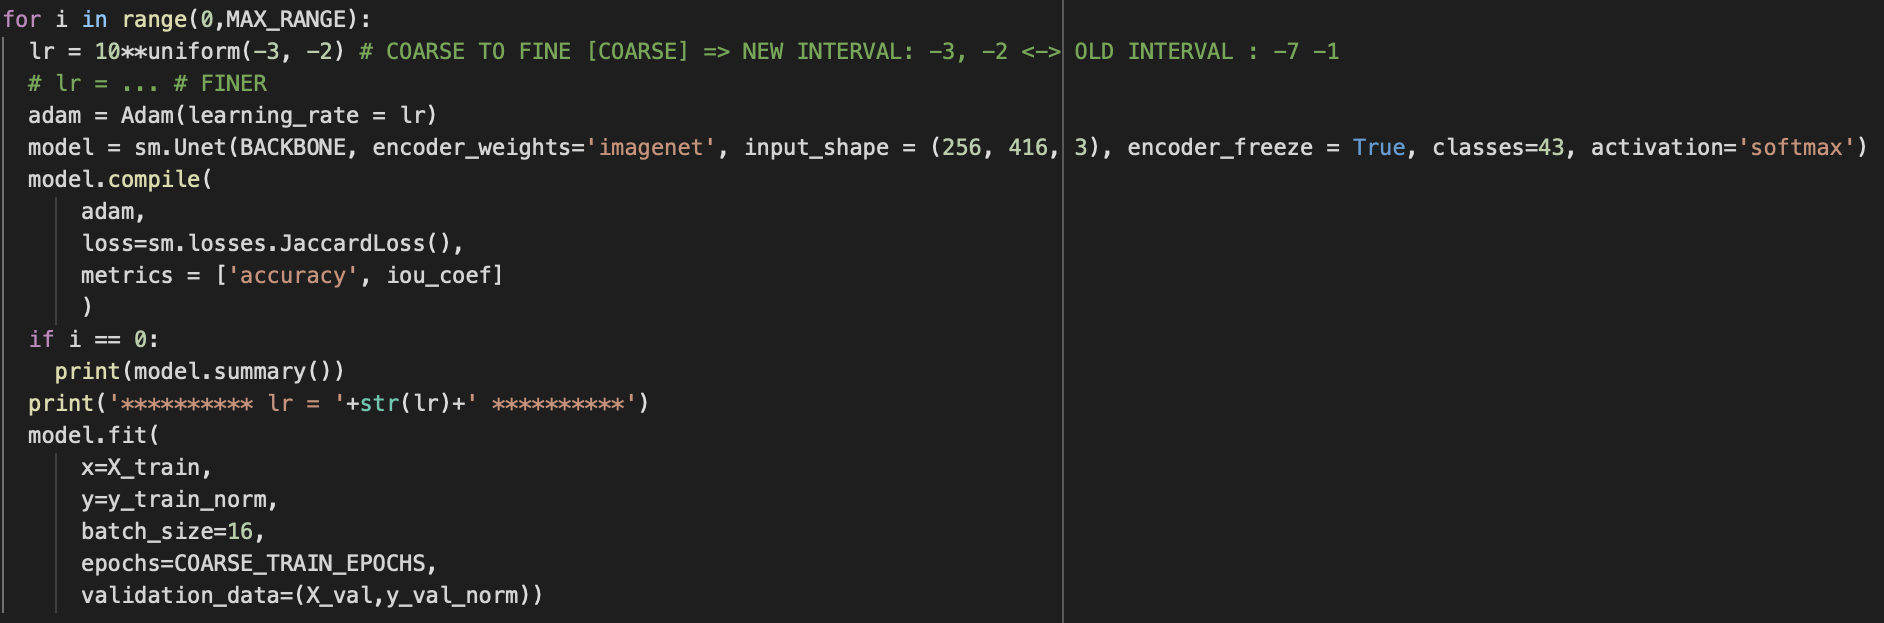 for i in range(0,MAX_RANGE):
  lr = 10**uniform(-3, -2) # COARSE TO FINE [COARSE] => NEW INTERVAL: -3, -2 <-> OLD INTERVAL : -7 -1
  # lr = ... # FINER
  adam = Adam(learning_rate = lr)
  model = sm.Unet(BACKBONE, encoder_weights='imagenet', input_shape = (256, 416, 3), encoder_freeze = True, classes=43, activation='softmax')
  model.compile(
      adam,
      loss=sm.losses.JaccardLoss(),
      metrics = ['accuracy', iou_coef]
      )
  if i == 0:
    print(model.summary())
  print('********** lr = '+str(lr)+' **********')
  model.fit(
      x=X_train,
      y=y_train_norm,
      batch_size=16,
      epochs=COARSE_TRAIN_EPOCHS,
      validation_data=(X_val,y_val_norm))